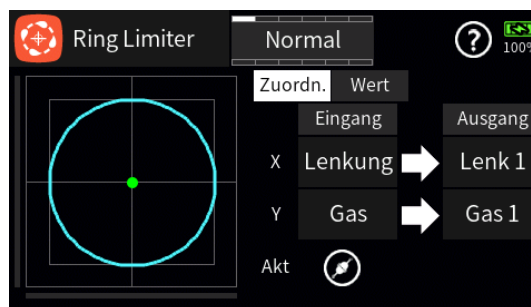 Ring Limiter Normal ? 100%
Zuordn. Wert
Eingang Ausgang
X Lenkung Lenk 1
Y Gas Gas 1
Akt